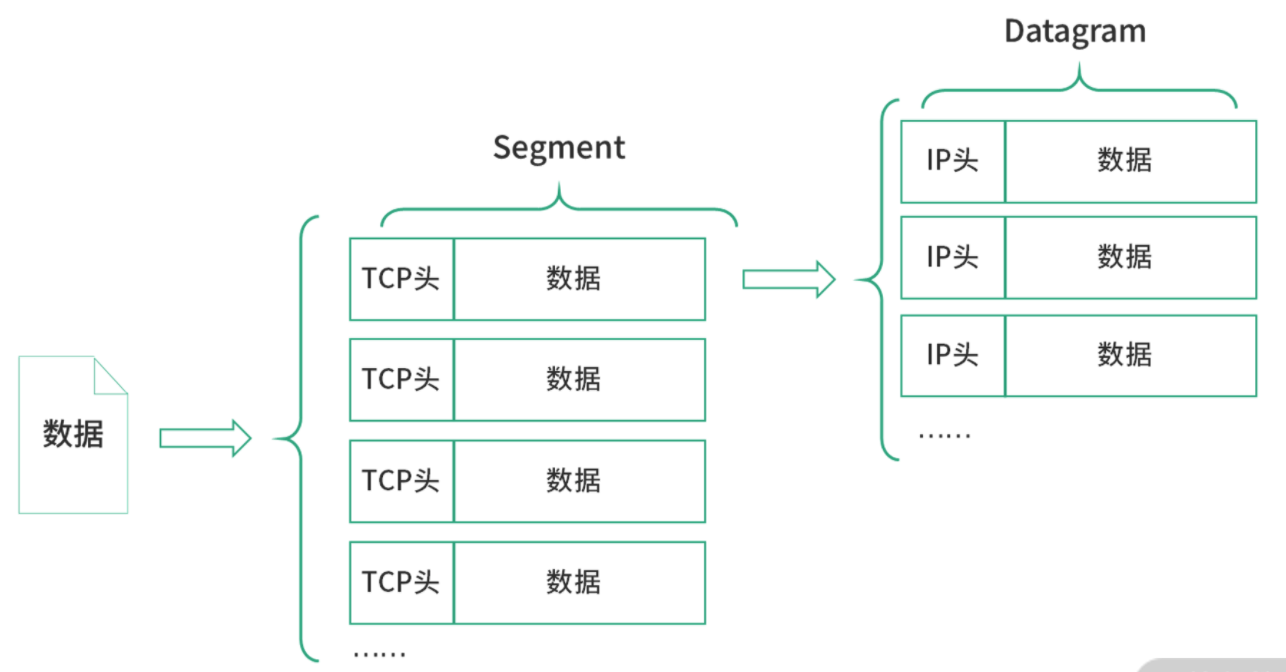 Datagram
Segment
IP头 数据
IP头 数据
IP头 数据
……
TCP头 数据
TCP头 数据
TCP头 数据
TCP头 数据
……
数据